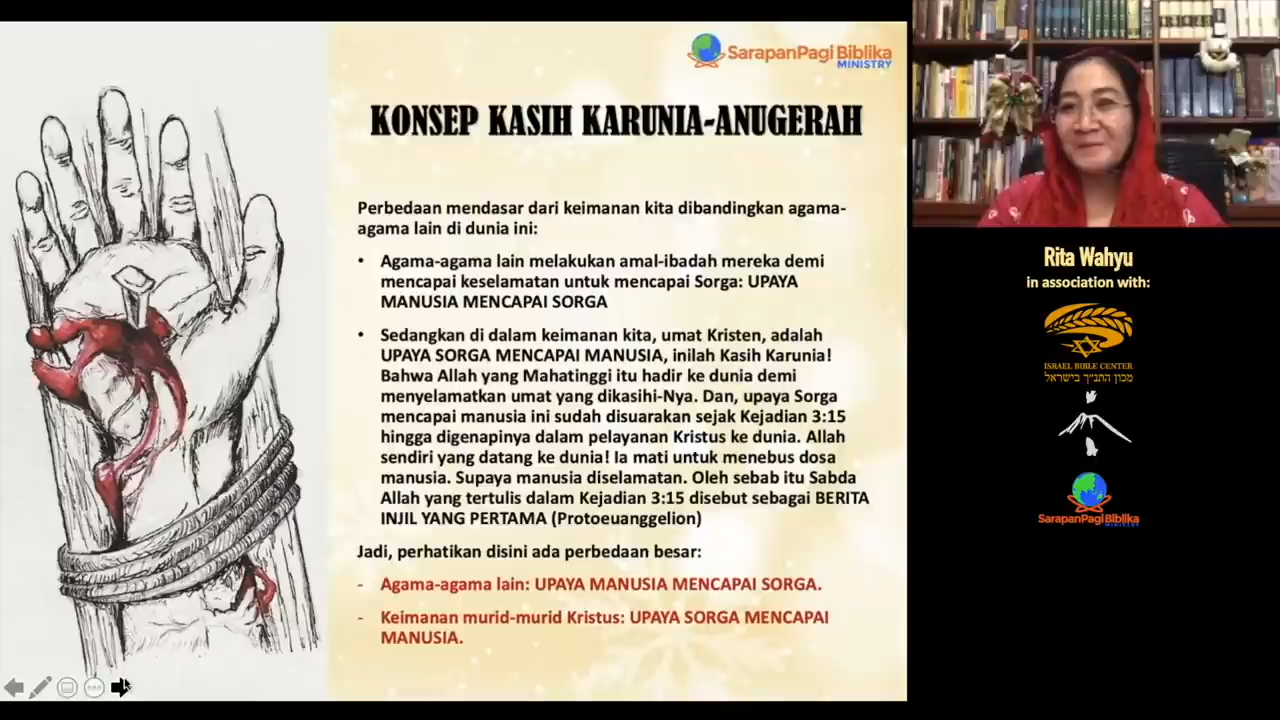 SarapanPagi Biblika
MINISTRY
KONSEP KASIH KARUNIA-ANUGERAH
Perbedaan mendasar dari keimanan kita dibandingkan agama-
agama lain di dunia ini:
• Agama-agama lain melakukan amal-ibadah mereka demi
mencapai keselamatan untuk mencapai Sorga: UPAYA
MANUSIA MENCAPAI SORGA
• Sedangkan di dalam keimanan kita, umat Kristen, adalah
UPAYA SORGA MENCAPAI MANUSIA, inilah Kasih Karunia!
Bahwa Allah yang Mahatinggi itu hadir ke dunia demi
menyelamatkan umat yang dikasihi-Nya. Dan, upaya Sorga
mencapai manusia ini sudah disuarakan sejak Kejadian 3:15
hingga digenapinya dalam pelayanan Kristus ke dunia. Allah
sendiri yang datang ke dunia! Ia mati untuk menebus dosa
manusia. Supaya manusia diselamatkan. Oleh sebab itu Sabda
Allah yang tertulis dalam Kejadian 3:15 disebut sebagai BERITA
INJIL YANG PERTAMA (Protoeuanggelion)
Jadi, perhatikan disini ada perbedaan besar:
- Agama-agama lain: UPAYA MANUSIA MENCAPAI SORGA.
- Keimanan murid-murid Kristus: UPAYA SORGA MENCAPAI
MANUSIA.
Rita Wahyu
in association with:
ISRAEL BIBLE CENTER
מכון התנ״ך בישראל
SarapanPagi Biblika
MINISTRY